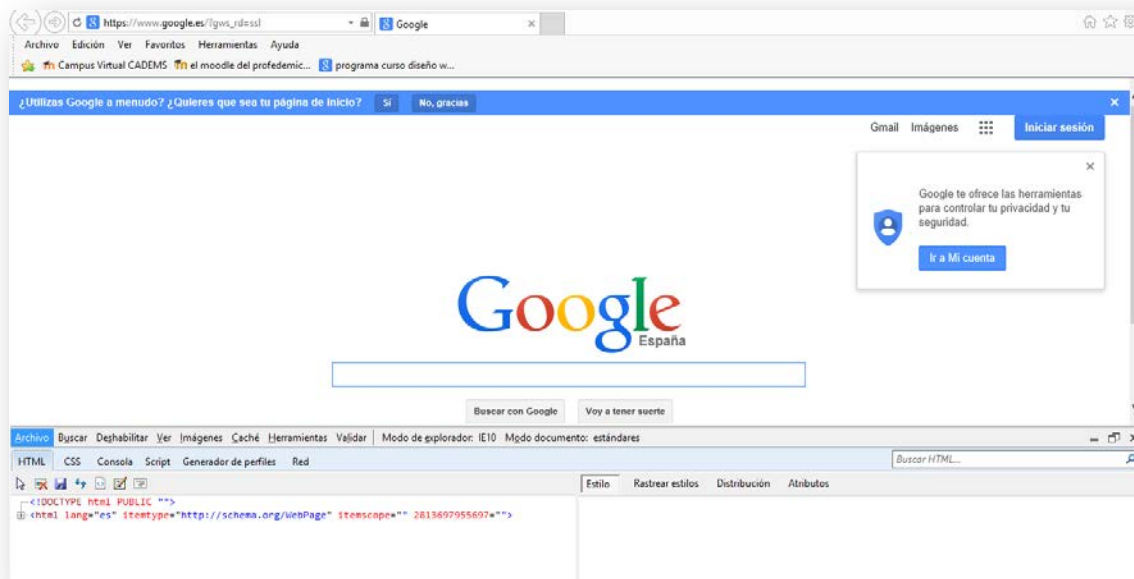 https://www.google.es/?gws_rd=ssl
Google
Archivo Edición Ver Favoritos Herramientas Ayuda
Campus Virtual CADEMS el moodle del profedemic... programa curso diseño w...
¿Utilizas Google a menudo? ¿Quieres que sea tu página de inicio? Sí No, gracias
Gmail Imágenes Iniciar sesión
Google te ofrece las herramientas
para controlar tu privacidad y tu
seguridad.
Ir a Mi cuenta
Google
España
Buscar con Google Voy a tener suerte
Archivo Buscar Deshabilitar Ver Imágenes Caché Herramientas Validar Modo de explorador: IE10 Modo documento: estándares
HTML CSS Consola Script Generador de perfiles Red Buscar HTML...
Estilo Rastrear estilos Distribución Atributos
<!DOCTYPE html PUBLIC "">
<html lang="es" itemtype="http://schema.org/WebPage" itemscope="" 2813697955697="">